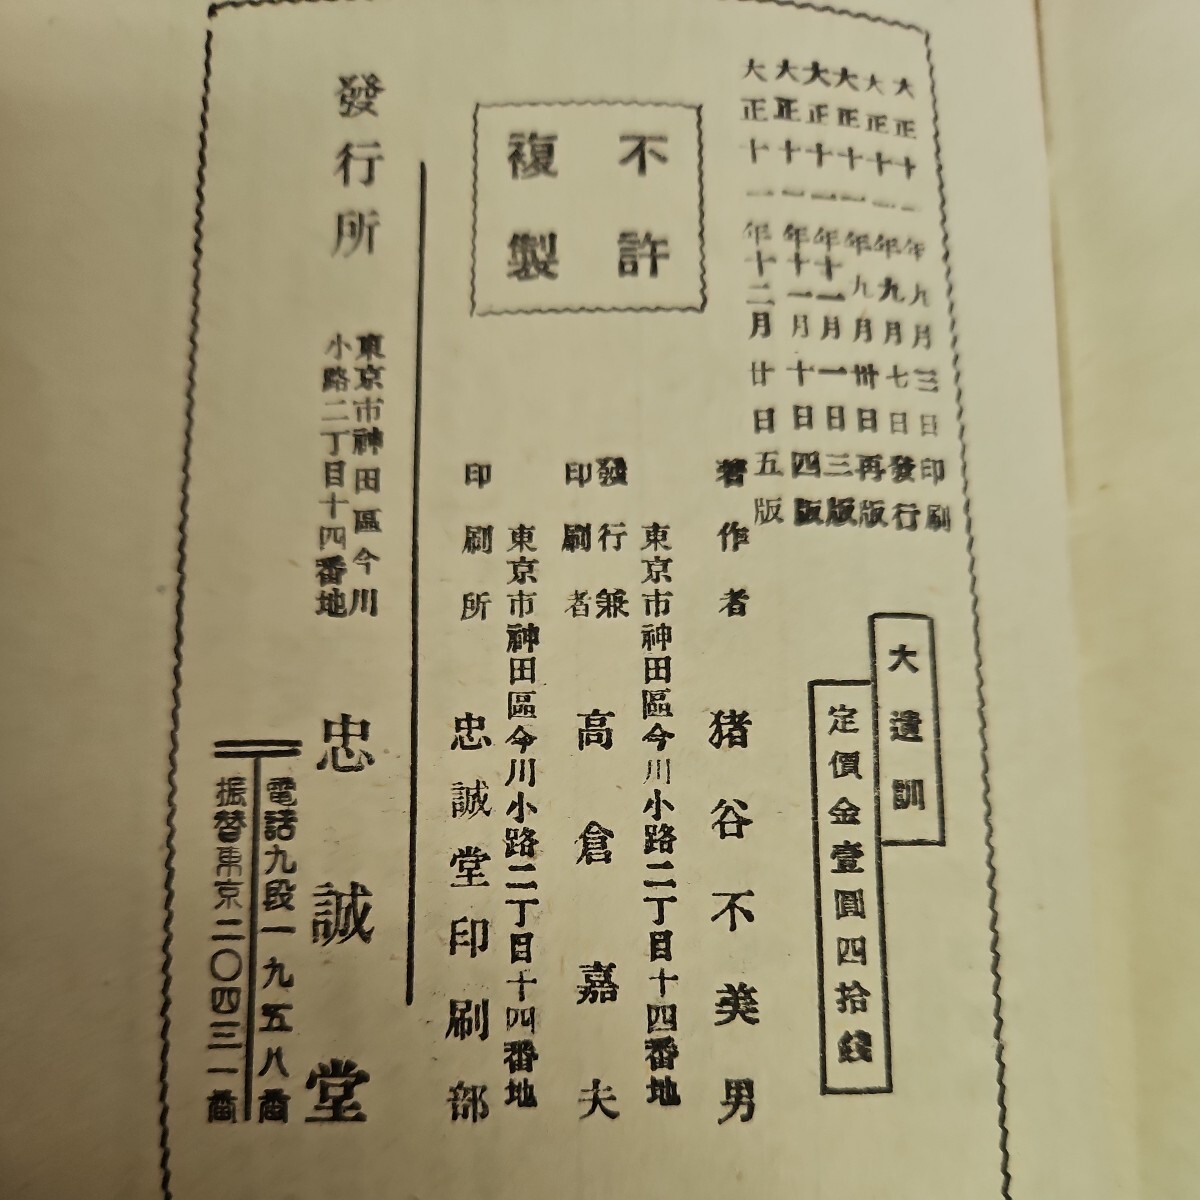 大正十一年九月三日印刷
大正十一年九月七日發行
大正十一年九月卅日再版
大正十一年十一月一日三版
大正十一年十一月十日四版
大正十一年十二月廿日五版
大遺訓
定價金壹圓四拾錢
不許
複製
著作者 猪谷不美男
東京市神田區今川小路二丁目十四番地
發行兼
印刷者 高倉嘉夫
東京市神田區今川小路二丁目十四番地
印刷所 忠誠堂印刷部
發行所
東京市神田區今川
小路二丁目十四番地
忠誠堂
電話九段一九五八番
振替東京二〇四三一番